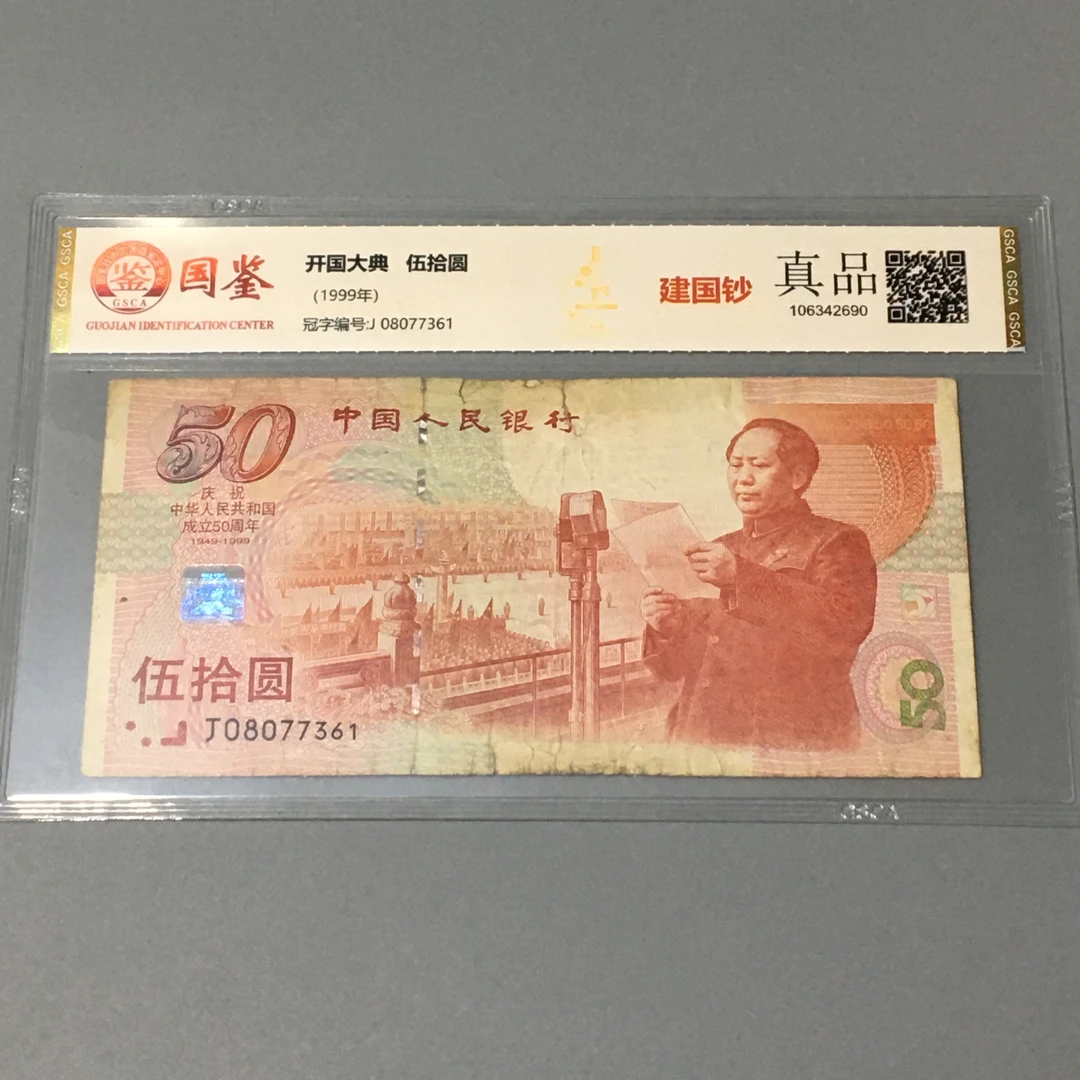 GSCA
GSCA GSCA
鉴
GSCA
国鉴
GUOJIAN IDENTIFICATION CENTER
开国大典 伍拾圆
(1999年)
冠字编号:J 08077361
建国钞
真品
106342690
GSCA GSCA GSCA
50
中国人民银行
庆祝
中华人民共和国
成立50周年
1949-1999
伍拾圆
J08077361
50
GSCA